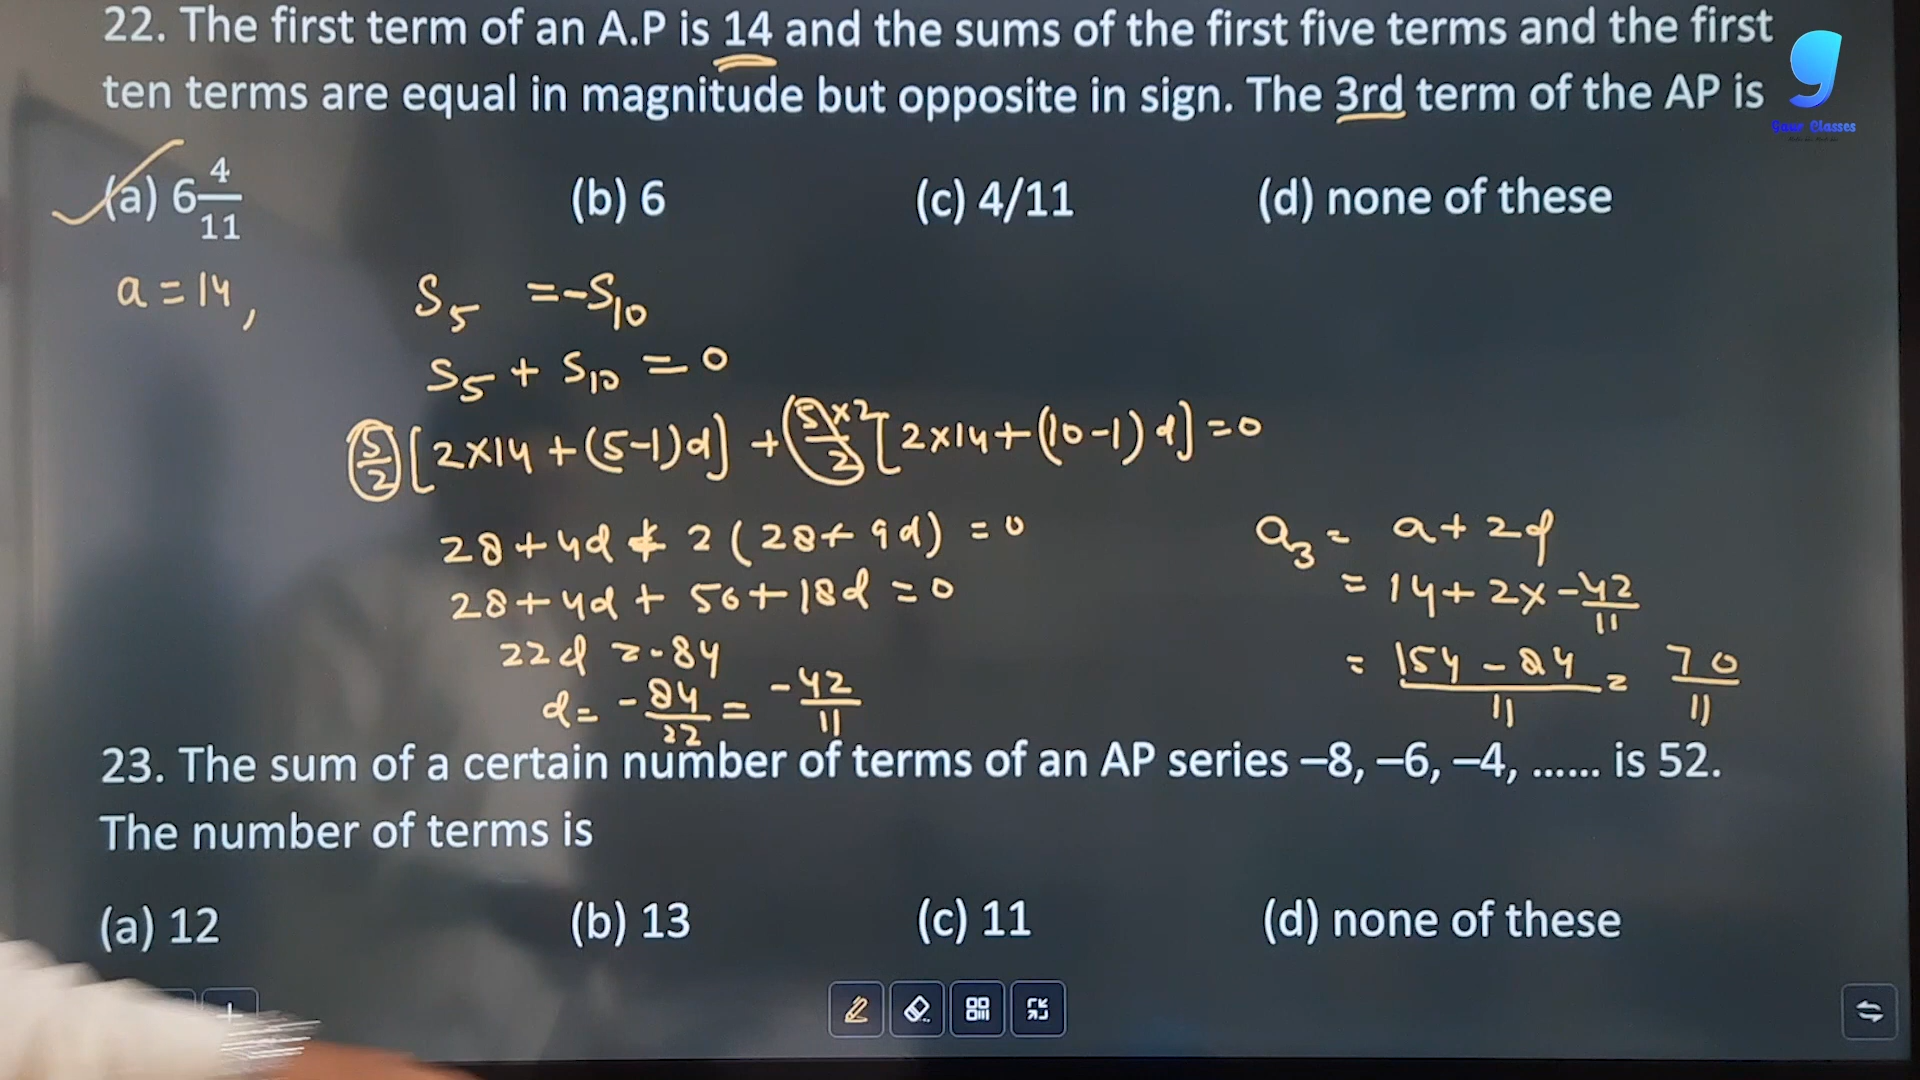 22. The first term of an A.P is 14 and the sums of the first five terms and the first
ten terms are equal in magnitude but opposite in sign. The 3rd term of the AP is
Gaur Classes
(a) 6 4/11 (b) 6 (c) 4/11 (d) none of these
a = 14, S₅ = -S₁₀
S₅ + S₁₀ = 0
5/2 [2×14 + (5-1)d] + 5×2/2 [2×14 + (10-1)d] = 0
28 + 4d + 2(28 + 9d) = 0
28 + 4d + 56 + 18d = 0
22d = -84
d = -84/22 = -42/11
a₃ = a + 2d
= 14 + 2× -42/11
= 154 - 84/11 = 70/11
23. The sum of a certain number of terms of an AP series –8, –6, –4, ...... is 52.
The number of terms is
(a) 12 (b) 13 (c) 11 (d) none of these